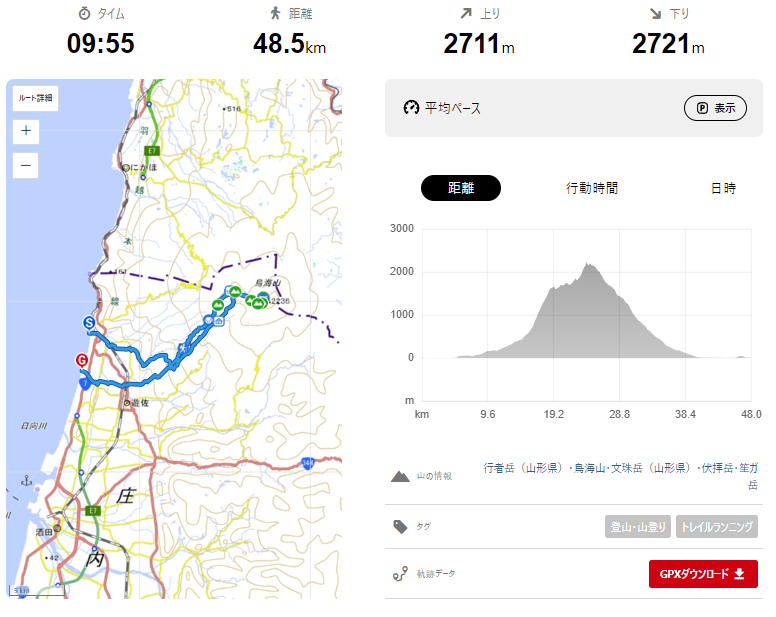 タイム
距離
上り
下り
09:55
48.5km
2711m
2721m
ルート詳細
+
−
・516
羽
E7
にかほ
越
本
・161
鳥海山
線
2236
S
G
7
遊佐
日向川
庄
E7
酒田
・42
内
5 km
平均ペース
P 表示
距離
行動時間
日時
3000
2000
1000
0
m
km
9.6
19.2
28.8
38.4
48.0
山の情報
行者岳（山形県）・鳥海山・文珠岳（山形県）・伏拝岳・笙ガ
岳
タグ
登山・山登り
トレイルランニング
軌跡データ
GPXダウンロード